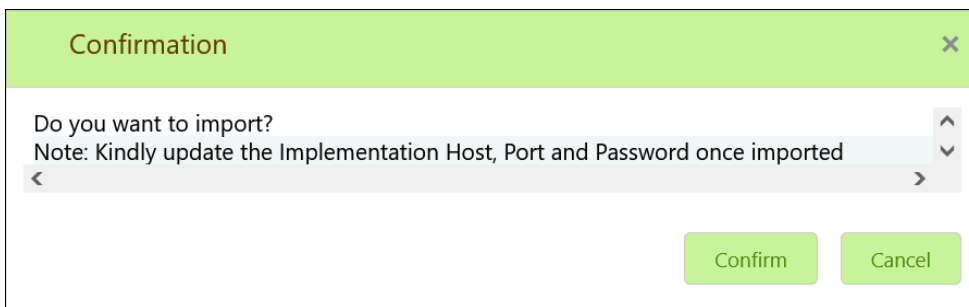 Confirmation
Do you want to import?
Note: Kindly update the Implementation Host, Port and Password once imported
Confirm
Cancel